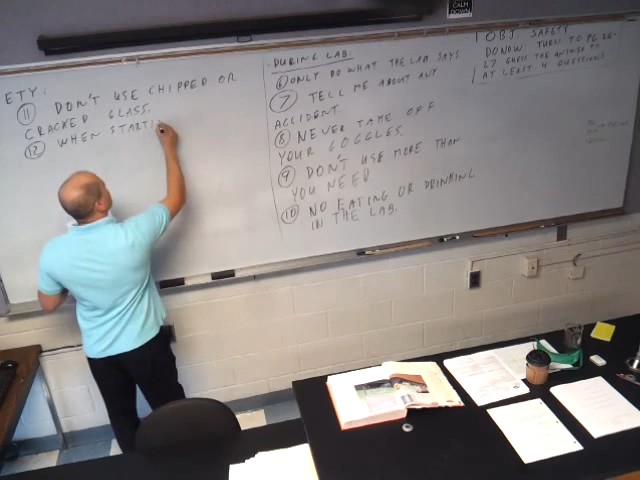 CALM
DOWN
ETY:
11 DON'T USE CHIPPED OR
CRACKED GLASS.
12 WHEN START
DURING LAB:
6 ONLY DO WHAT THE LAB SAYS
7 TELL ME ABOUT ANY
ACCIDENT
8 NEVER TAKE OFF
YOUR GOGGLES.
9 DON'T USE MORE THAN
YOU NEED
10 NO EATING OR DRINKING
IN THE LAB.
OBJ: SAFETY
DONOW: TURN TO PG 26-
27 GUESS THE ANSWER TO
AT LEAST 4 QUESTIONS